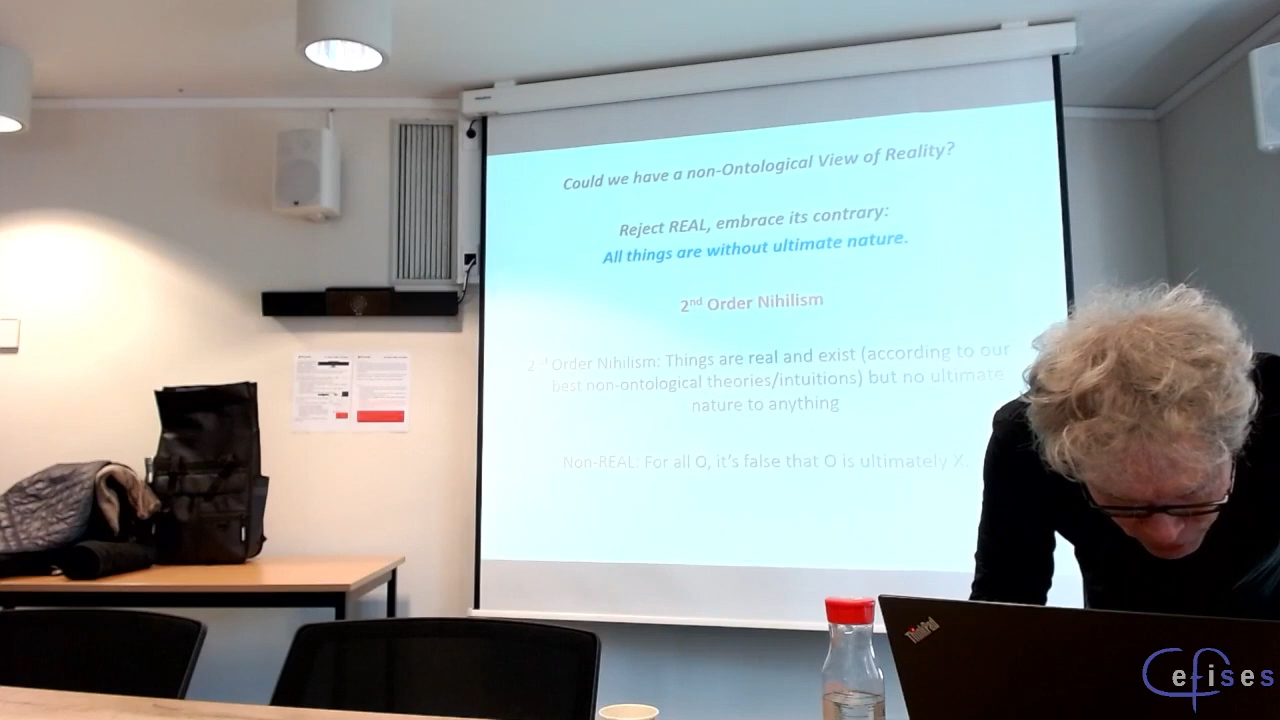 Could we have a non-Ontological View of Reality?
Reject REAL, embrace its contrary:
All things are without ultimate nature.
2nd Order Nihilism
2nd Order Nihilism: Things are real and exist (according to our
best non-ontological theories/intuitions) but no ultimate
nature to anything
Non-REAL: For all O, it's false that O is ultimately X.
ThinkPad
efises